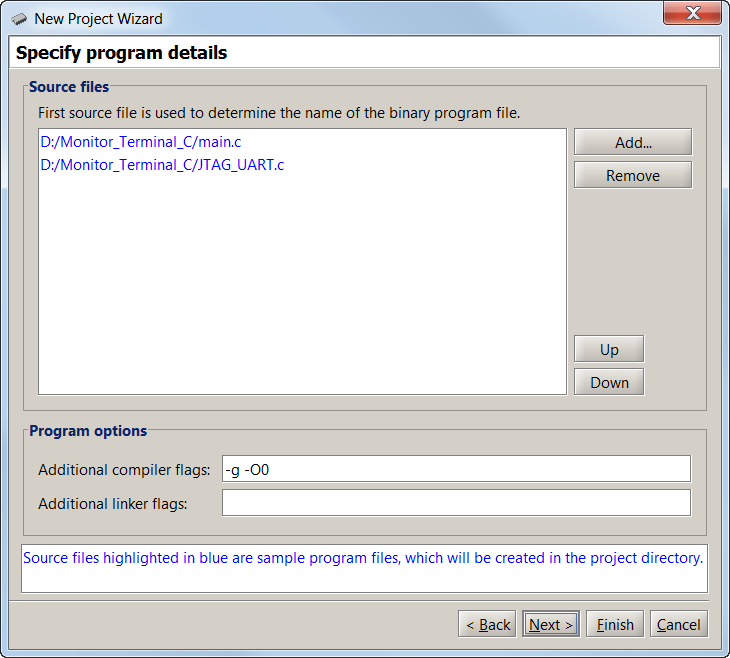 New Project Wizard
Specify program details
Source files
First source file is used to determine the name of the binary program file.
D:/Monitor_Terminal_C/main.c
D:/Monitor_Terminal_C/JTAG_UART.c
Add...
Remove
Up
Down
Program options
Additional compiler flags: -g -O0
Additional linker flags:
Source files highlighted in blue are sample program files, which will be created in the project directory.
< Back Next > Finish Cancel